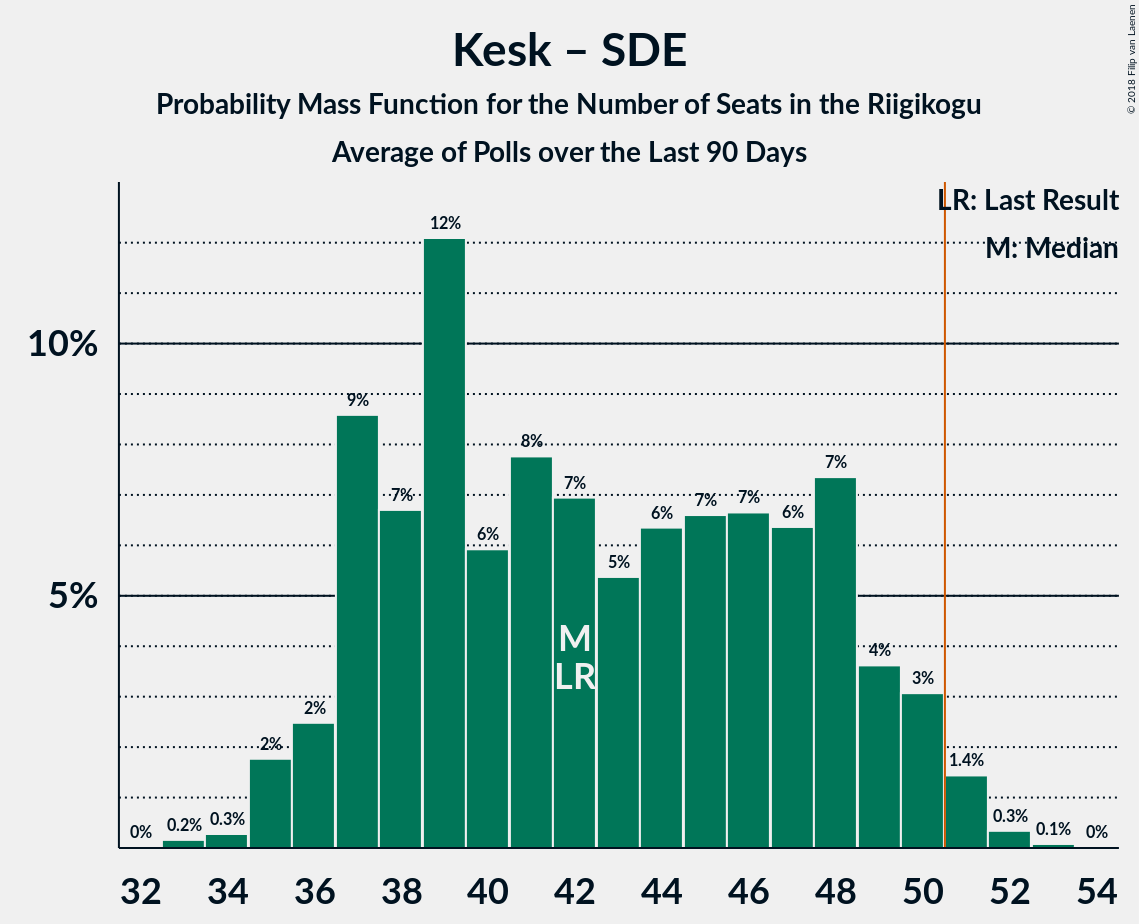 © 2018 Filip van Laenen
Kesk – SDE
Probability Mass Function for the Number of Seats in the Riigikogu
Average of Polls over the Last 90 Days
LR: Last Result
M: Median
10%
5%
0%
0.2%
0.3%
2%
2%
9%
7%
12%
6%
8%
7%
5%
6%
7%
7%
6%
7%
4%
3%
1.4%
0.3%
0.1%
0%
M
LR
32 34 36 38 40 42 44 46 48 50 52 54